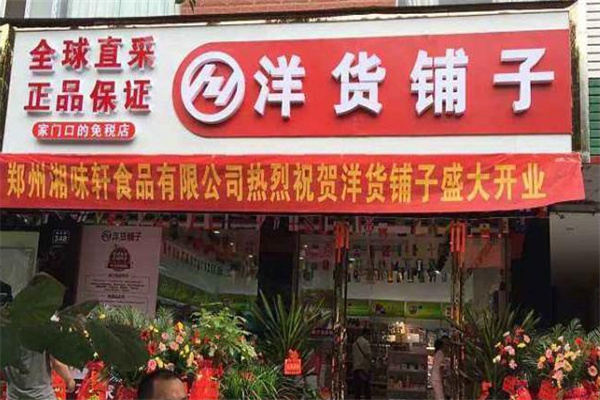 全球直采
正品保证
家门口的免税店
洋货铺子
郑州湘味轩食品有限公司热烈祝贺洋货铺子盛大开业
洋货铺子